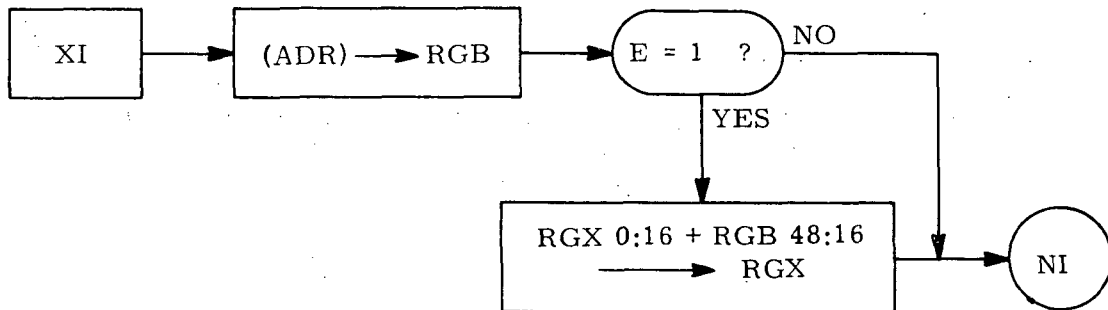 XI
(ADR) → RGB
E = 1 ?
NO
YES
RGX 0:16 + RGB 48:16
→ RGX
NI